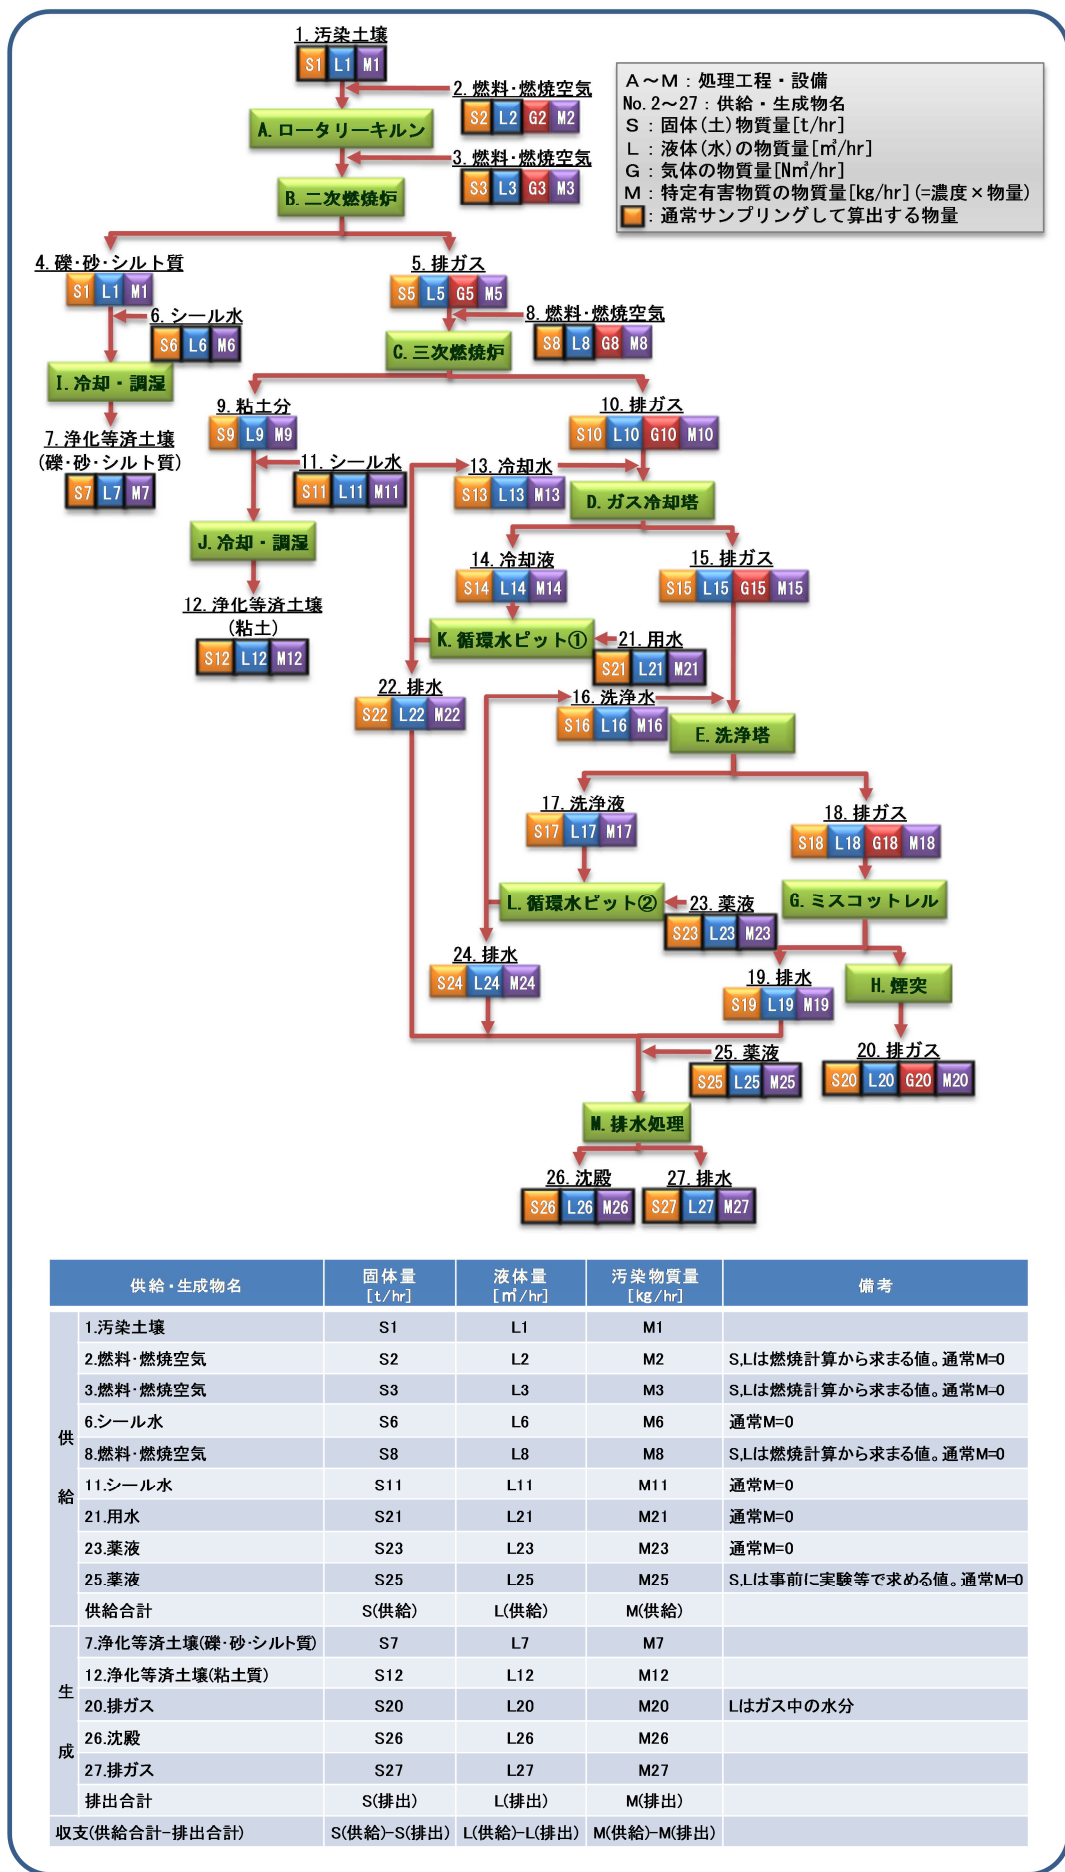 1. 汚染土壌
S1 L1 M1
2. 燃料・燃焼空気
S2 L2 G2 M2
A. ロータリーキルン
3. 燃料・燃焼空気
S3 L3 G3 M3
B. 二次燃焼炉
A～M：処理工程・設備
No. 2～27：供給・生成物名
S：固体(土)物質量[t/hr]
L：液体(水)の物質量[㎥/hr]
G：気体の物質量[N㎥/hr]
M：特定有害物質の物質量[kg/hr](=濃度×物量)
：通常サンプリングして算出する物量
4. 礫・砂・シルト質
S1 L1 M1
5. 排ガス
S5 L5 G5 M5
6. シール水
S6 L6 M6
8. 燃料・燃焼空気
S8 L8 G8 M8
C. 三次燃焼炉
I. 冷却・調湿
9. 粘土分
S9 L9 M9
10. 排ガス
S10 L10 G10 M10
7. 浄化等済土壌
(礫・砂・シルト質)
S7 L7 M7
11. シール水
S11 L11 M11
13. 冷却水
S13 L13 M13
D. ガス冷却塔
J. 冷却・調湿
14. 冷却液
S14 L14 M14
15. 排ガス
S15 L15 G15 M15
12. 浄化等済土壌
(粘土)
S12 L12 M12
K. 循環水ピット①
21. 用水
S21 L21 M21
22. 排水
S22 L22 M22
16. 洗浄水
S16 L16 M16
E. 洗浄塔
17. 洗浄液
S17 L17 M17
18. 排ガス
S18 L18 G18 M18
L. 循環水ピット②
23. 薬液
S23 L23 M23
G. ミスコットレル
24. 排水
S24 L24 M24
19. 排水
S19 L19 M19
H. 煙突
25. 薬液
S25 L25 M25
20. 排ガス
S20 L20 G20 M20
M. 排水処理
26. 沈殿
S26 L26 M26
27. 排水
S27 L27 M27
供給・生成物名 固体量[t/hr] 液体量[㎥/hr] 汚染物質量[kg/hr] 備考
供給
1.汚染土壌 S1 L1 M1
2.燃料・燃焼空気 S2 L2 M2 S,Lは燃焼計算から求まる値。通常M=0
3.燃料・燃焼空気 S3 L3 M3 S,Lは燃焼計算から求まる値。通常M=0
6.シール水 S6 L6 M6 通常M=0
8.燃料・燃焼空気 S8 L8 M8 S,Lは燃焼計算から求まる値。通常M=0
11.シール水 S11 L11 M11 通常M=0
21.用水 S21 L21 M21 通常M=0
23.薬液 S23 L23 M23 通常M=0
25.薬液 S25 L25 M25 S,Lは事前に実験等で求める値。通常M=0
供給合計 S(供給) L(供給) M(供給)
生成
7.浄化等済土壌(礫・砂・シルト質) S7 L7 M7
12.浄化等済土壌(粘土質) S12 L12 M12
20.排ガス S20 L20 M20 Lはガス中の水分
26.沈殿 S26 L26 M26
27.排ガス S27 L27 M27
排出合計 S(排出) L(排出) M(排出)
収支(供給合計-排出合計) S(供給)-S(排出) L(供給)-L(排出) M(供給)-M(排出)